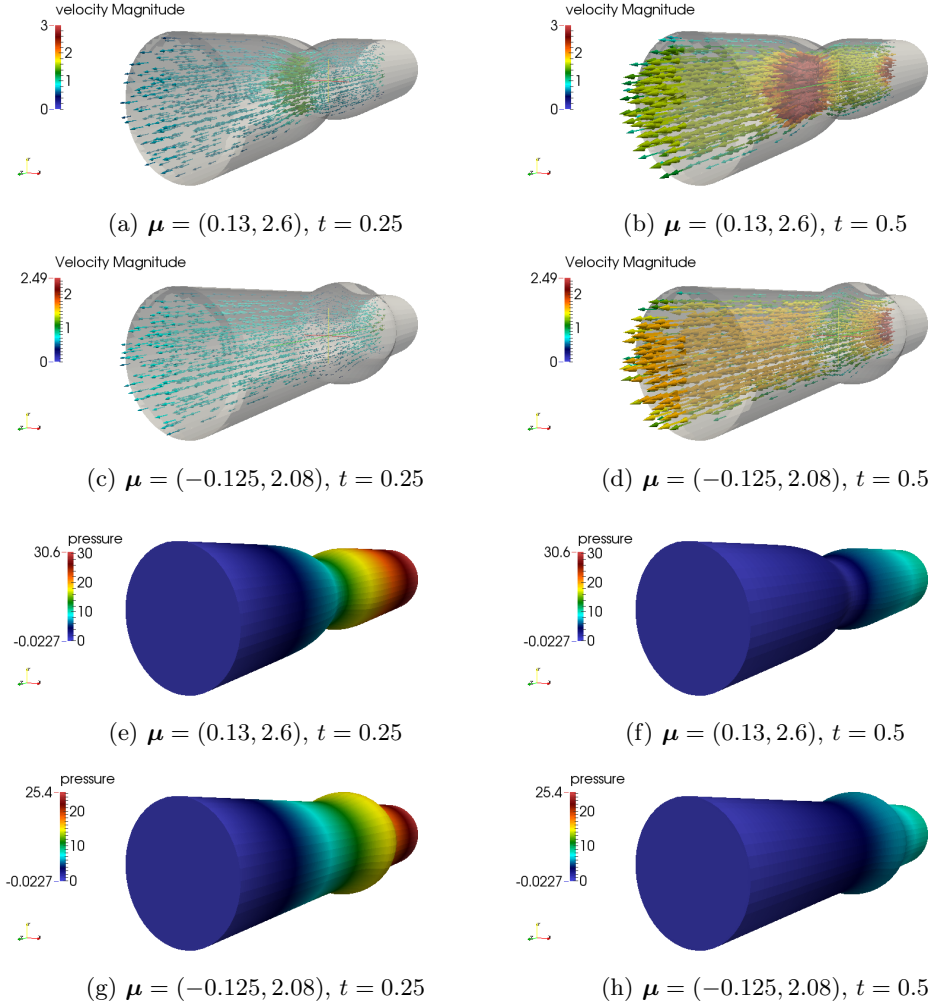 velocity Magnitude
3
2
1
0
(a) μ = (0.13, 2.6), t = 0.25
velocity Magnitude
3
2
1
0
(b) μ = (0.13, 2.6), t = 0.5
Velocity Magnitude
2.49
2
1
0
(c) μ = (−0.125, 2.08), t = 0.25
Velocity Magnitude
2.49
2
1
0
(d) μ = (−0.125, 2.08), t = 0.5
pressure
30.6 30
20
10
-0.0227 0
(e) μ = (0.13, 2.6), t = 0.25
pressure
30.6 30
20
10
-0.0227 0
(f) μ = (0.13, 2.6), t = 0.5
pressure
25.4
20
10
-0.0227 0
(g) μ = (−0.125, 2.08), t = 0.25
pressure
25.4
20
10
-0.0227 0
(h) μ = (−0.125, 2.08), t = 0.5